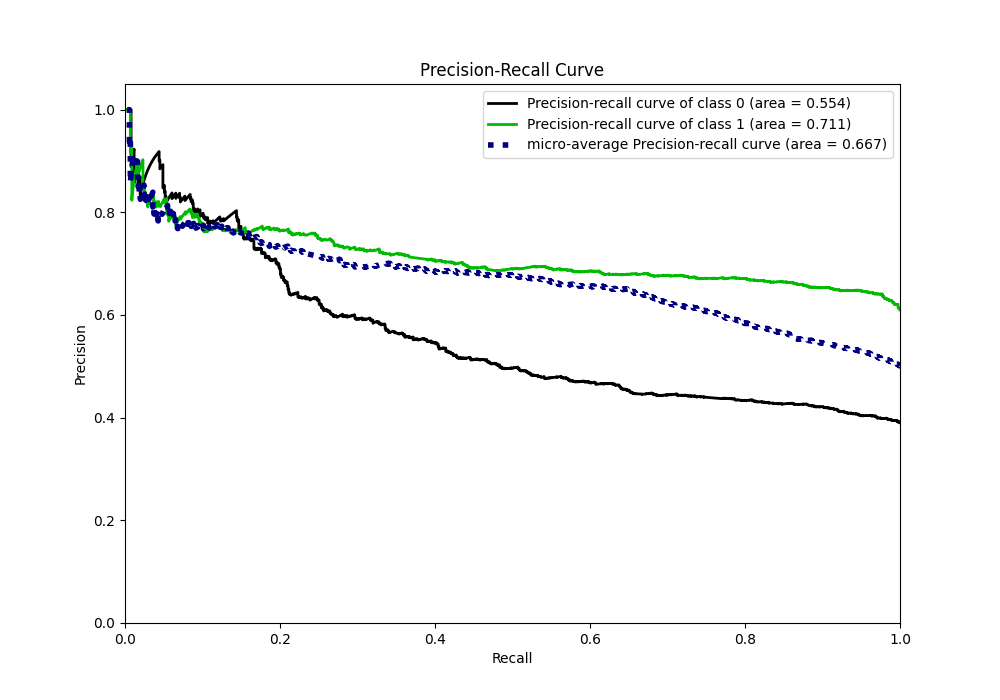 Precision-Recall Curve
Precision-recall curve of class 0 (area = 0.554)
Precision-recall curve of class 1 (area = 0.711)
micro-average Precision-recall curve (area = 0.667)
Precision
1.0
0.8
0.6
0.4
0.2
0.0
0.0 0.2 0.4 0.6 0.8 1.0
Recall